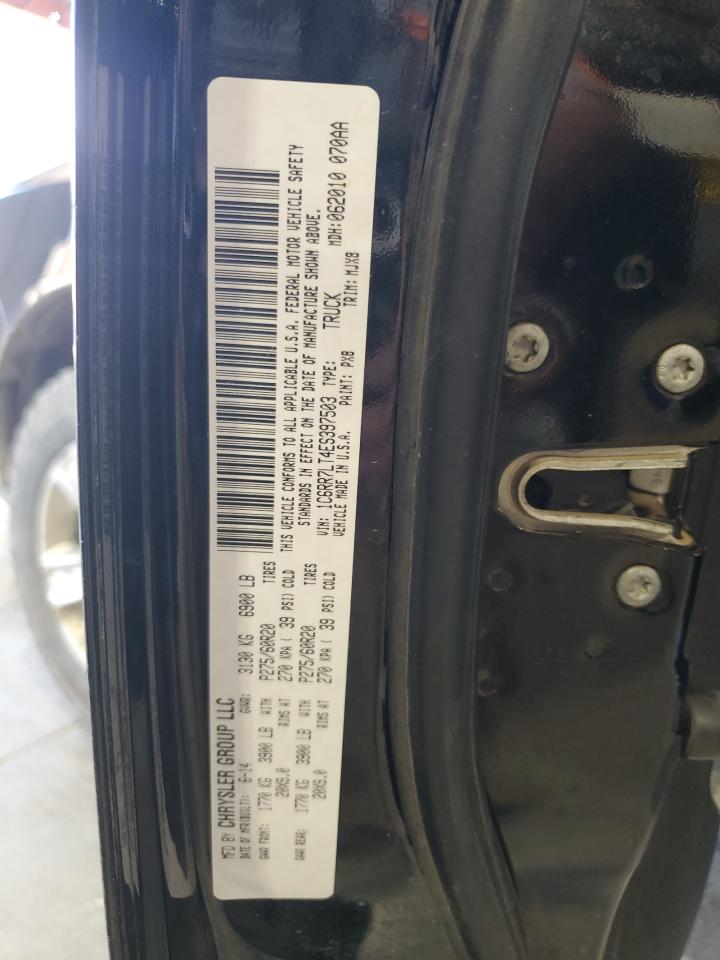 MFD BY CHRYSLER GROUP LLC
DATE OF MFR(BUILT): 6-14 GVWR: 3130 KG 6900 LB
GAWR FRONT: 1770 KG 3900 LB WITH P275/60R20 TIRES
20X9.0 RIMS AT 270 KPA ( 39 PSI) COLD
GAWR REAR: 1770 KG 3900 LB WITH P275/60R20 TIRES
20X9.0 RIMS AT 270 KPA ( 39 PSI) COLD
THIS VEHICLE CONFORMS TO ALL APPLICABLE U.S.A. FEDERAL MOTOR VEHICLE SAFETY
STANDARDS IN EFFECT ON THE DATE OF MANUFACTURE SHOWN ABOVE.
VIN: 1C6RR7LT4ES397503 TYPE: TRUCK MDH: 062010 070AA
VEHICLE MADE IN U.S.A. PAINT: PX8 TRIM: MJX8